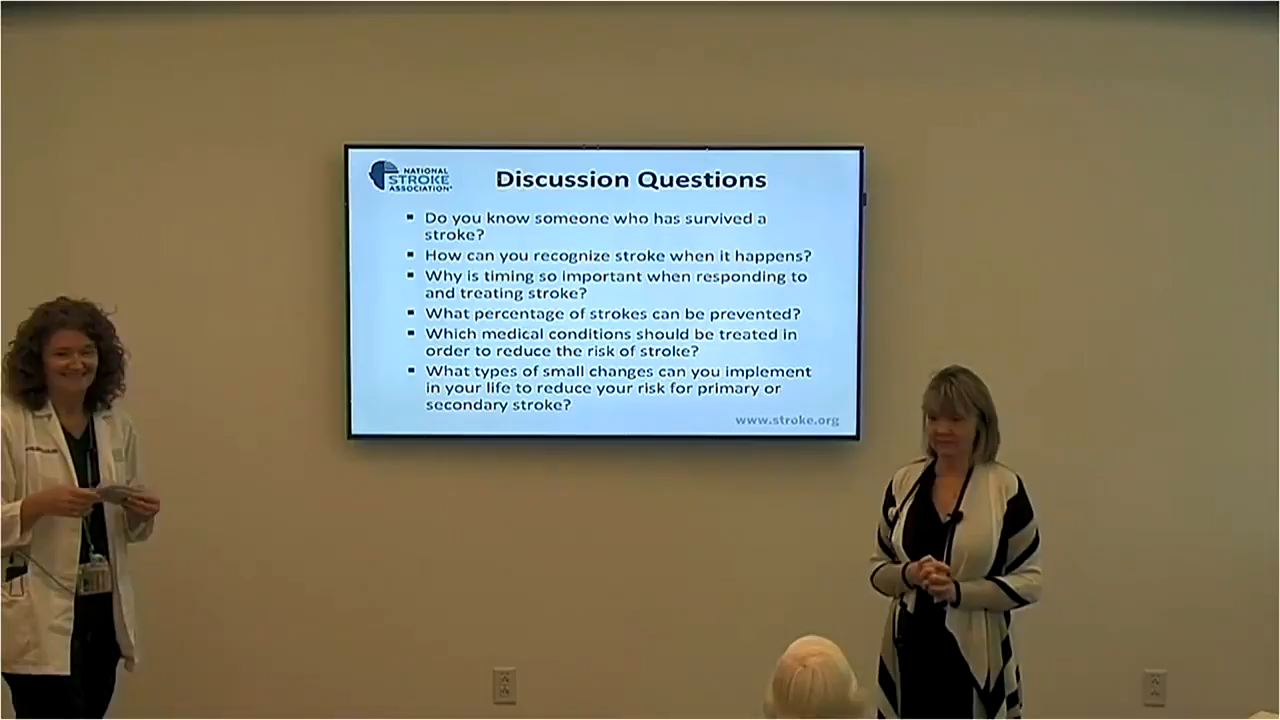 NATIONAL
STROKE
ASSOCIATION
Discussion Questions
▪ Do you know someone who has survived a
stroke?
▪ How can you recognize stroke when it happens?
▪ Why is timing so important when responding to
and treating stroke?
▪ What percentage of strokes can be prevented?
▪ Which medical conditions should be treated in
order to reduce the risk of stroke?
▪ What types of small changes can you implement
in your life to reduce your risk for primary or
secondary stroke?
www.stroke.org